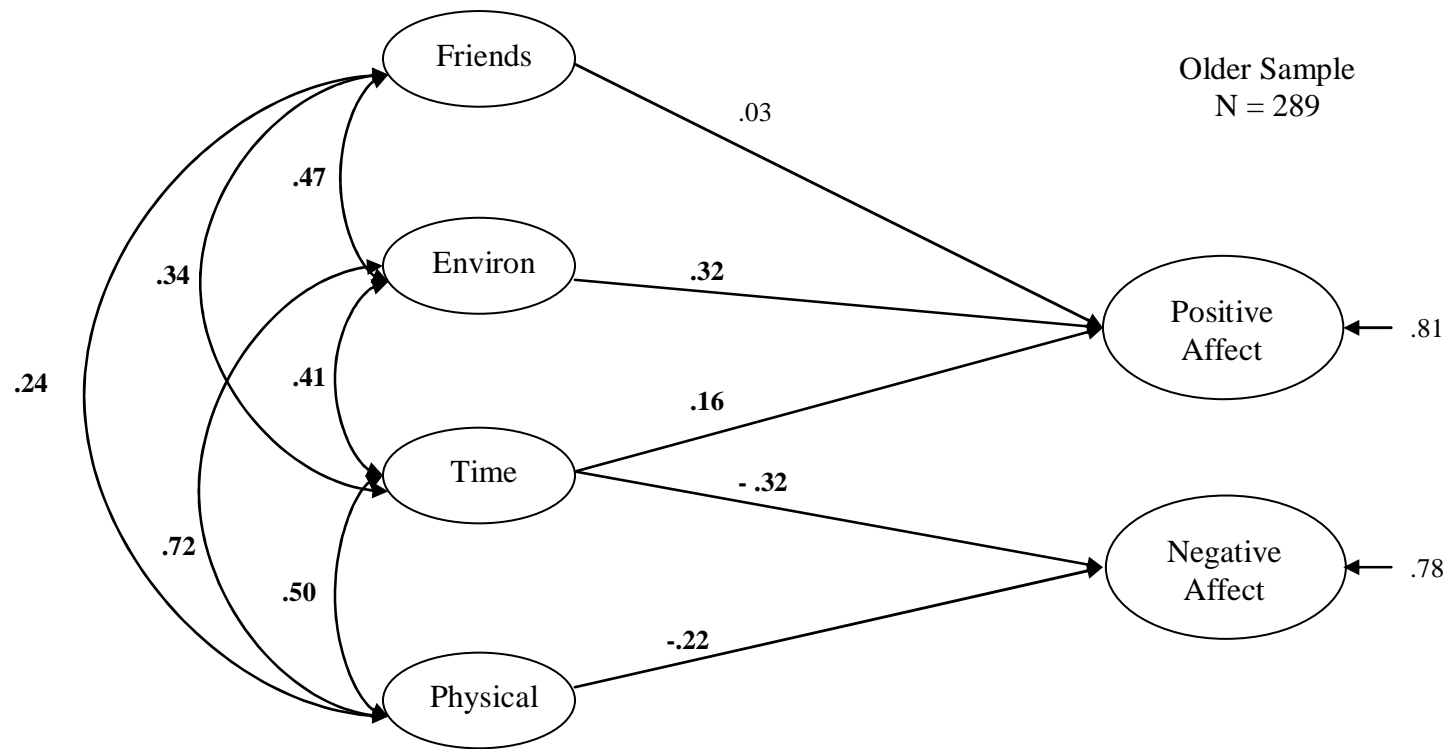 Friends
Older Sample
N = 289
.03
.47
Environ
.34
.32
Positive
Affect
.81
.24
.41
.16
Time
- .32
.72
.50
Negative
Affect
.78
-.22
Physical